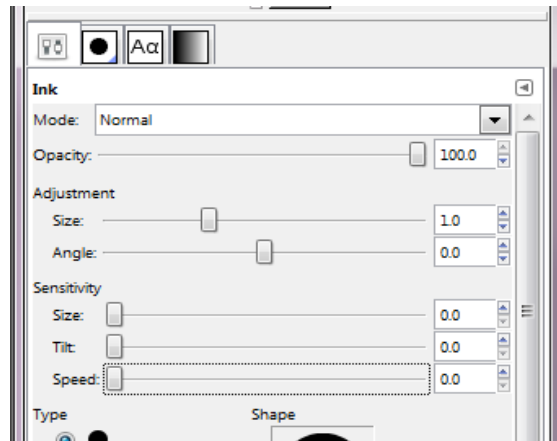 Aα
Ink
Mode: Normal
Opacity: 100.0
Adjustment
Size: 1.0
Angle: 0.0
Sensitivity
Size: 0.0
Tilt: 0.0
Speed: 0.0
Type Shape